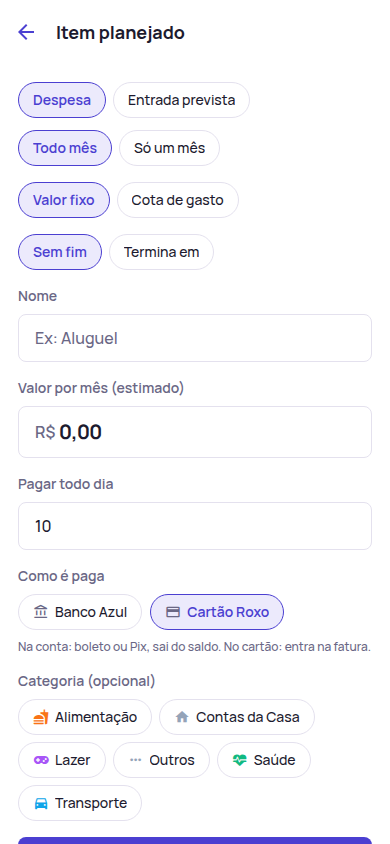 Item planejado
Despesa Entrada prevista
Todo mês Só um mês
Valor fixo Cota de gasto
Sem fim Termina em
Nome
Ex: Aluguel
Valor por mês (estimado)
R$ 0,00
Pagar todo dia
10
Como é paga
Banco Azul Cartão Roxo
Na conta: boleto ou Pix, sai do saldo. No cartão: entra na fatura.
Categoria (opcional)
Alimentação Contas da Casa
Lazer Outros Saúde
Transporte